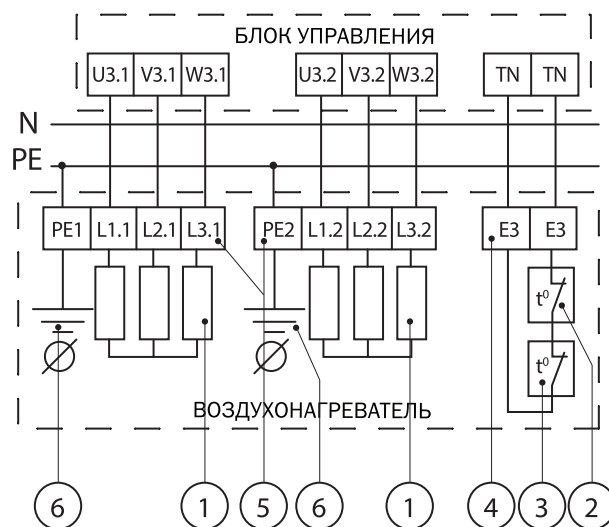 БЛОК УПРАВЛЕНИЯ
U3.1 V3.1 W3.1 U3.2 V3.2 W3.2 TN TN
N
PE
PE1 L1.1 L2.1 L3.1 PE2 L1.2 L2.2 L3.2 E3 E3
t⁰
t⁰
ВОЗДУХОНАГРЕВАТЕЛЬ
6 1 5 6 1 4 3 2